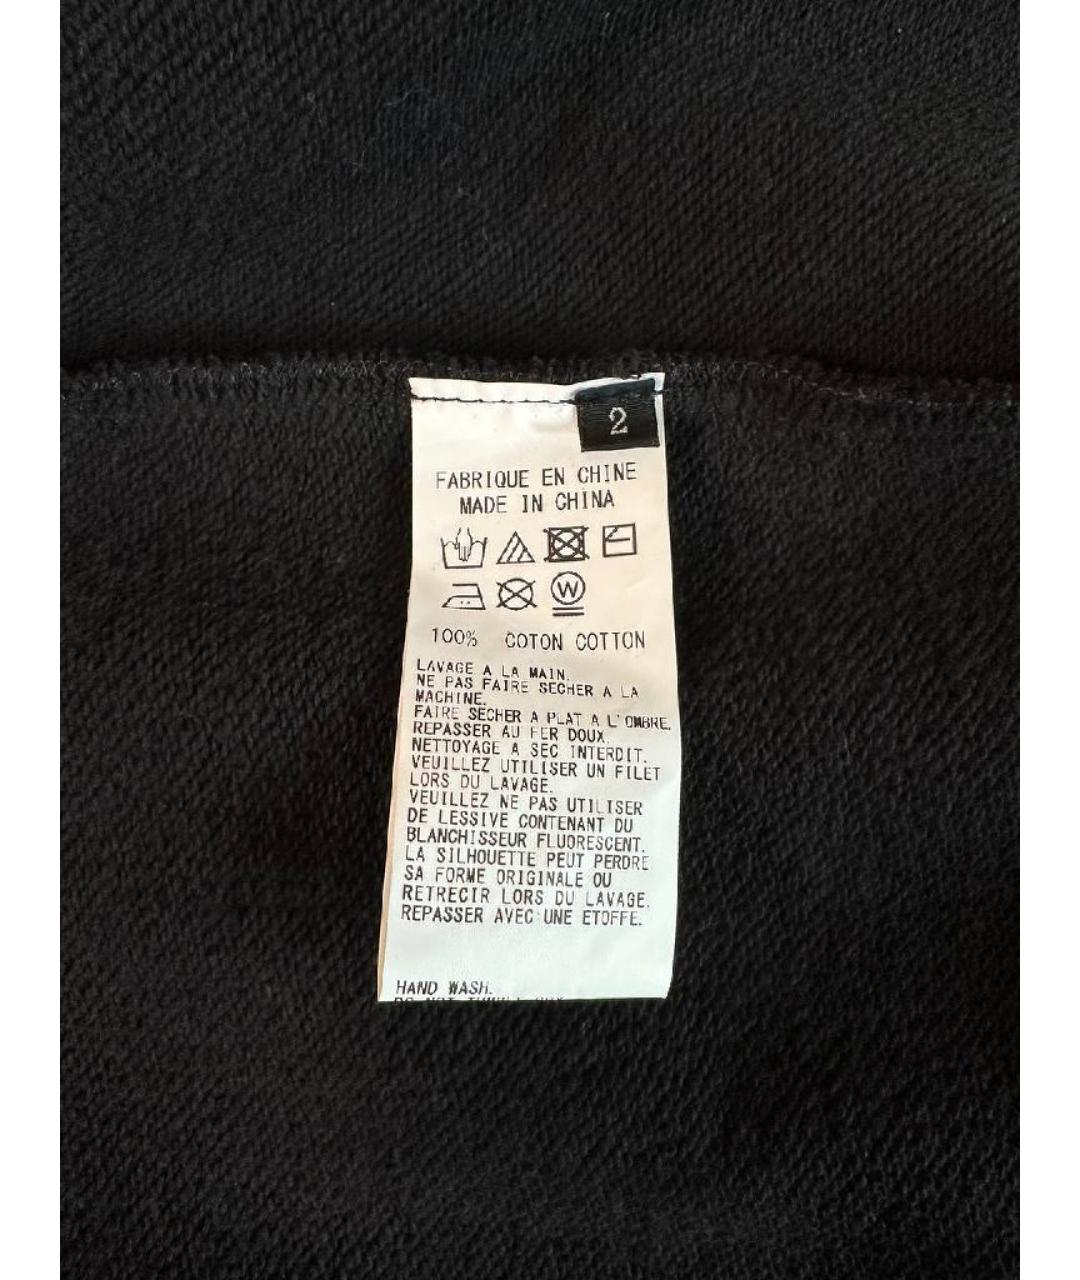 2
FABRIQUE EN CHINE
MADE IN CHINA
W
100% COTON COTTON
LAVAGE A LA MAIN.
NE PAS FAIRE SECHER A LA
MACHINE.
FAIRE SECHER A PLAT A L'OMBRE.
REPASSER AU FER DOUX.
NETTOYAGE A SEC INTERDIT.
VEUILLEZ UTILISER UN FILET
LORS DU LAVAGE.
VEUILLEZ NE PAS UTILISER
DE LESSIVE CONTENANT DU
BLANCHISSEUR FLUORESCENT.
LA SILHOUETTE PEUT PERDRE
SA FORME ORIGINALE OU
RETRECIR LORS DU LAVAGE.
REPASSER AVEC UNE ETOFFE.
HAND WASH.